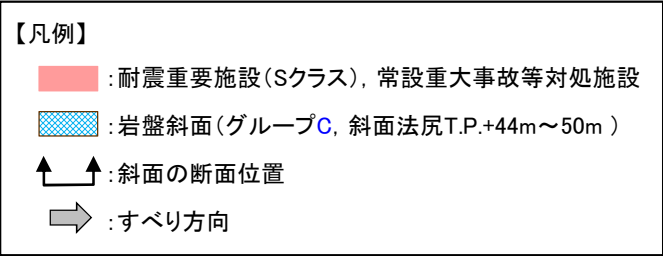 【凡例】
:耐震重要施設(Sクラス)，常設重大事故等対処施設
:岩盤斜面(グループC，斜面法尻T.P.+44m～50m )
:斜面の断面位置
:すべり方向